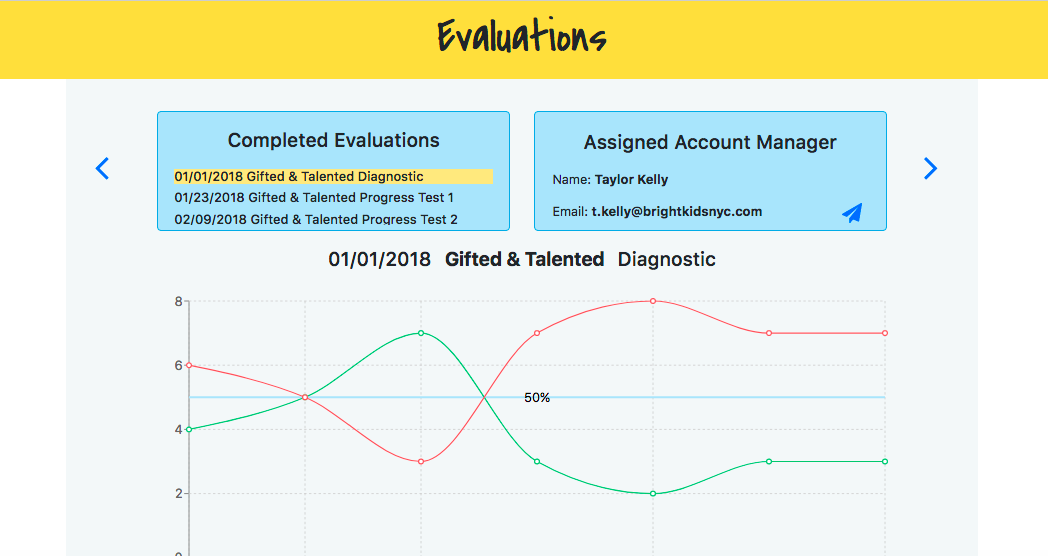 Evaluations
Completed Evaluations
01/01/2018 Gifted & Talented Diagnostic
01/23/2018 Gifted & Talented Progress Test 1
02/09/2018 Gifted & Talented Progress Test 2
Assigned Account Manager
Name: Taylor Kelly
Email: t.kelly@brightkidsnyc.com
01/01/2018 Gifted & Talented Diagnostic
8
6
50%
4
2
0